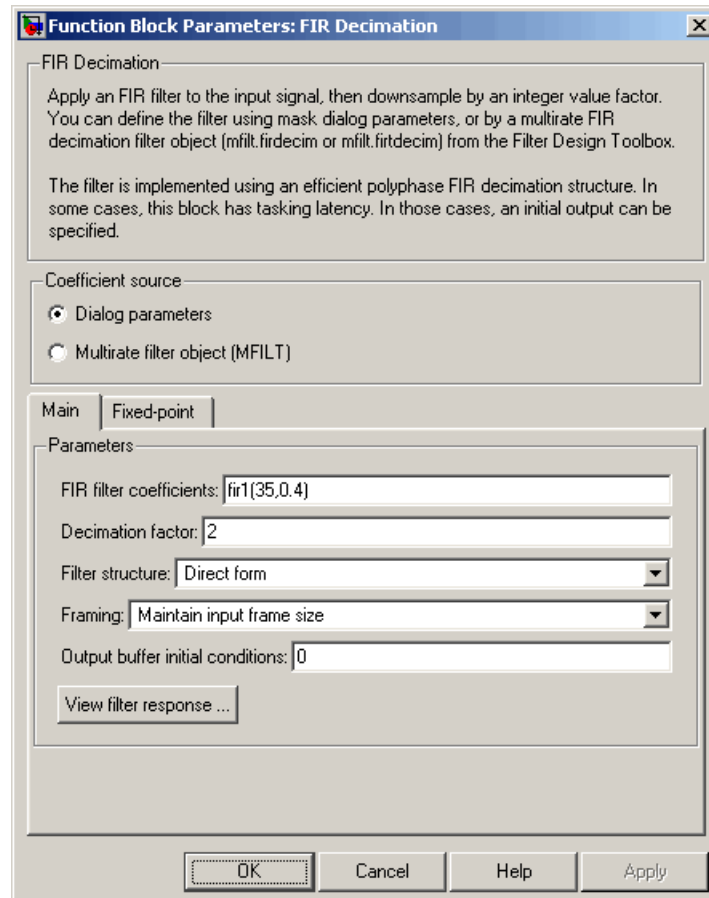 Function Block Parameters: FIR Decimation
FIR Decimation
Apply an FIR filter to the input signal, then downsample by an integer value factor.
You can define the filter using mask dialog parameters, or by a multirate FIR
decimation filter object (mfilt.firdecim or mfilt.firtdecim) from the Filter Design Toolbox.
The filter is implemented using an efficient polyphase FIR decimation structure. In
some cases, this block has tasking latency. In those cases, an initial output can be
specified.
Coefficient source
Dialog parameters
Multirate filter object (MFILT)
Main Fixed-point
Parameters
FIR filter coefficients: fir1(35,0.4)
Decimation factor: 2
Filter structure: Direct form
Framing: Maintain input frame size
Output buffer initial conditions: 0
View filter response ...
OK Cancel Help Apply